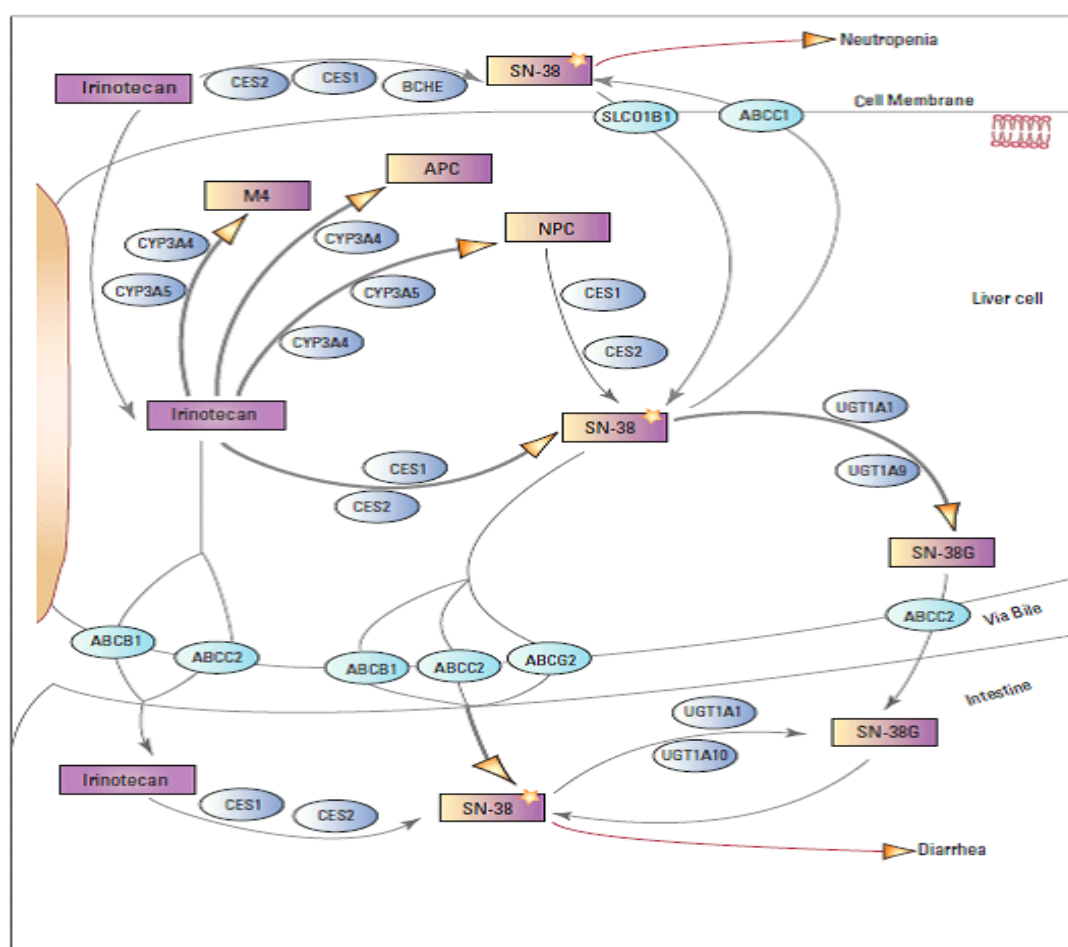 Neutropenia
SN-38
Irinotecan
CES2
CES1
BCHE
Cell Membrane
SLCO1B1
ABCC1
APC
M4
NPC
CYP3A4
CYP3A4
CYP3A5
CYP3A5
CES1
Liver cell
CYP3A4
CES2
Irinotecan
SN-38
UGT1A1
CES1
UGT1A9
CES2
SN-38G
ABCC2
Via Bile
ABCB1
ABCC2
ABCB1
ABCC2
ABCG2
Intestine
UGT1A1
SN-38G
UGT1A10
Irinotecan
CES1
CES2
SN-38
Diarrhea